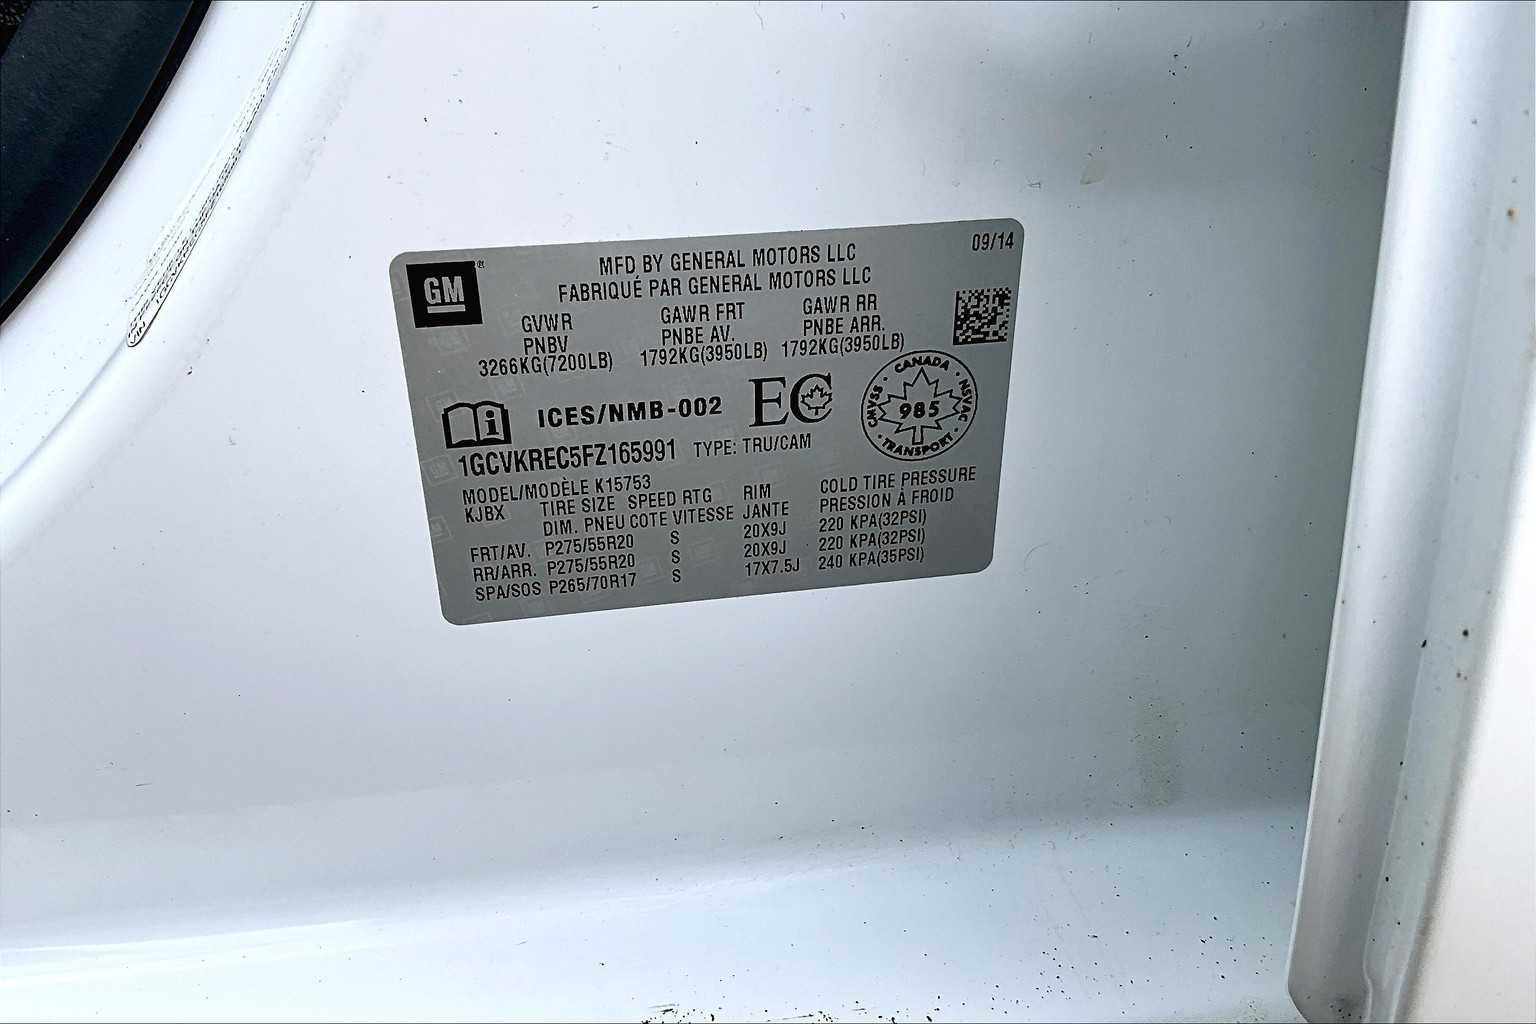 GM®
09/14
MFD BY GENERAL MOTORS LLC
FABRIQUÉ PAR GENERAL MOTORS LLC
GVWR GAWR FRT GAWR RR
PNBV PNBE AV. PNBE ARR.
3266KG(7200LB) 1792KG(3950LB) 1792KG(3950LB)
ICES/NMB-002 EC
CANADA
SSAMC · NSVAC
985
TRANSPORT
1GCVKREC5FZ165991 TYPE: TRU/CAM
MODEL/MODÈLE K15753
KJBX TIRE SIZE SPEED RTG RIM COLD TIRE PRESSURE
DIM. PNEU COTE VITESSE JANTE PRESSION À FROID
FRT/AV. P275/55R20 S 20X9J 220 KPA(32PSI)
RR/ARR. P275/55R20 S 20X9J 220 KPA(32PSI)
SPA/SOS P265/70R17 S 17X7.5J 240 KPA(35PSI)